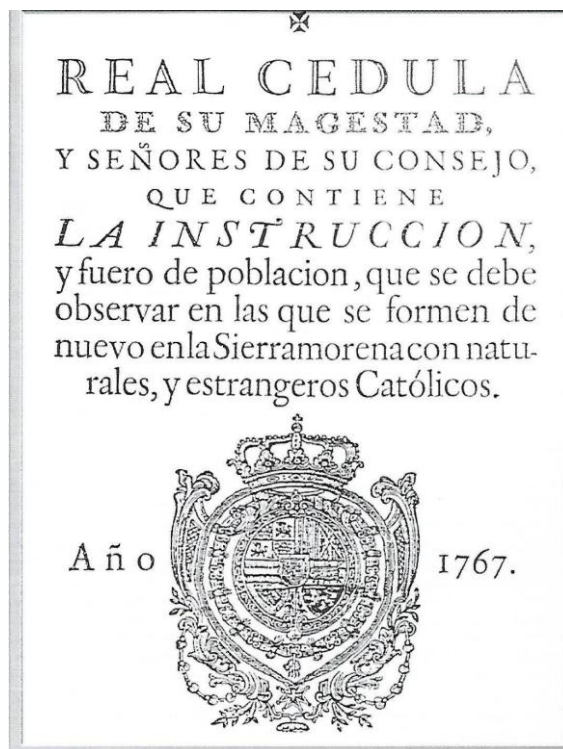 REAL CEDULA
DE SU MAGESTAD,
Y SEÑORES DE SU CONSEJO,
QUE CONTIENE
LA INSTRUCCION,
y fuero de poblacion, que se debe
observar en las que se formen de
nuevo en la Sierramorena con natu-
rales, y estrangeros Católicos.
Año 1767.